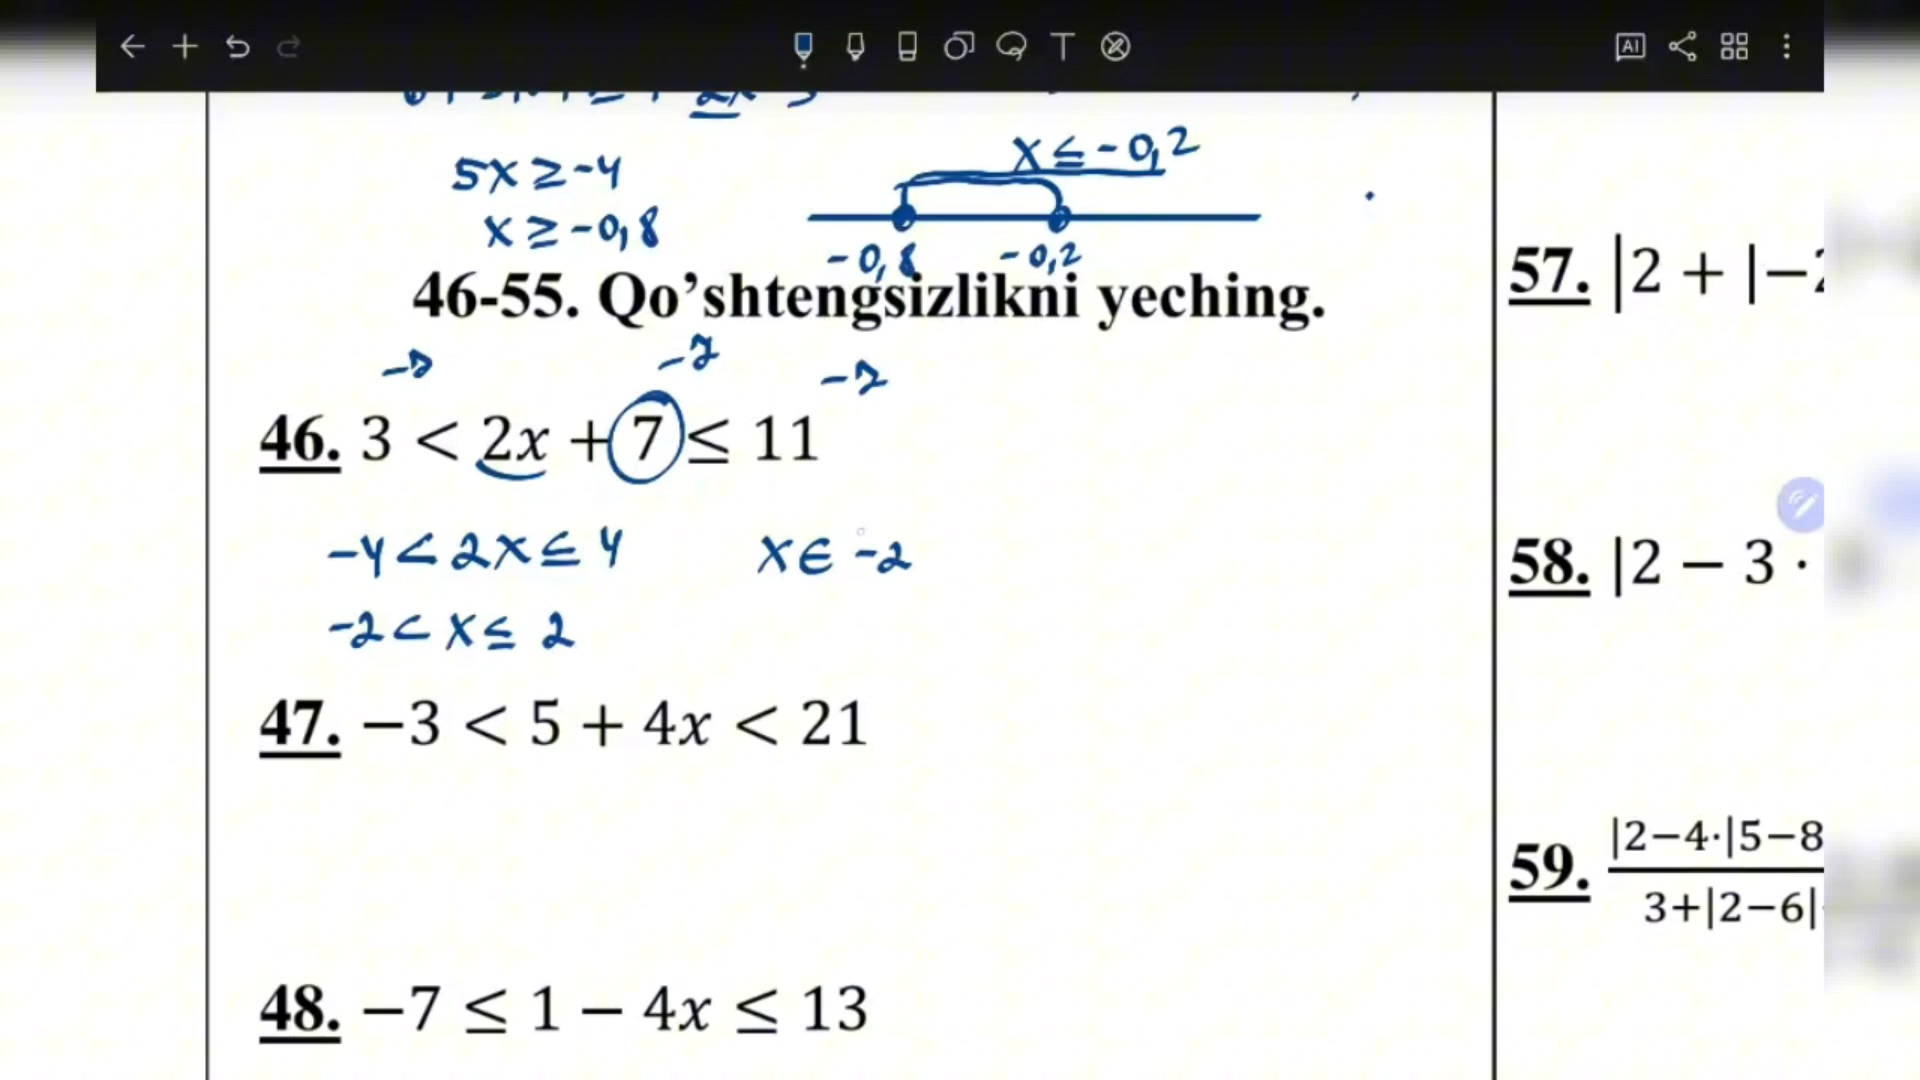 AI
5x ≥ -4
x ≤ -0,2
x ≥ -0,8
-0,8 -0,2
46-55. Qo’shtengsizlikni yeching.
-7 -7 -7
46. 3 < 2x + 7 ≤ 11
-4 < 2x ≤ 4
x ∈ -2
-2 < x ≤ 2
47. −3 < 5 + 4x < 21
48. −7 ≤ 1 − 4x ≤ 13
57. |2 + |−2
58. |2 − 3 ·
59. |2−4·|5−8
3+|2−6|